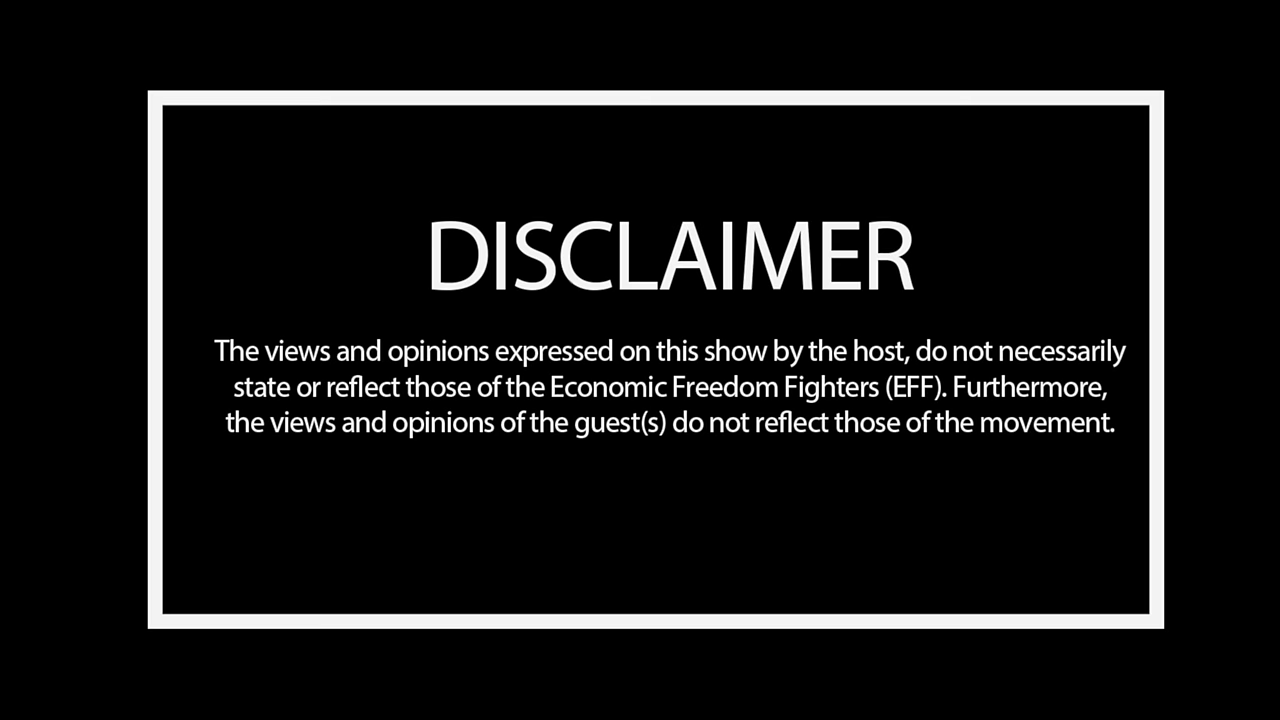 DISCLAIMER
The views and opinions expressed on this show by the host, do not necessarily
state or reflect those of the Economic Freedom Fighters (EFF). Furthermore,
the views and opinions of the guest(s) do not reflect those of the movement.